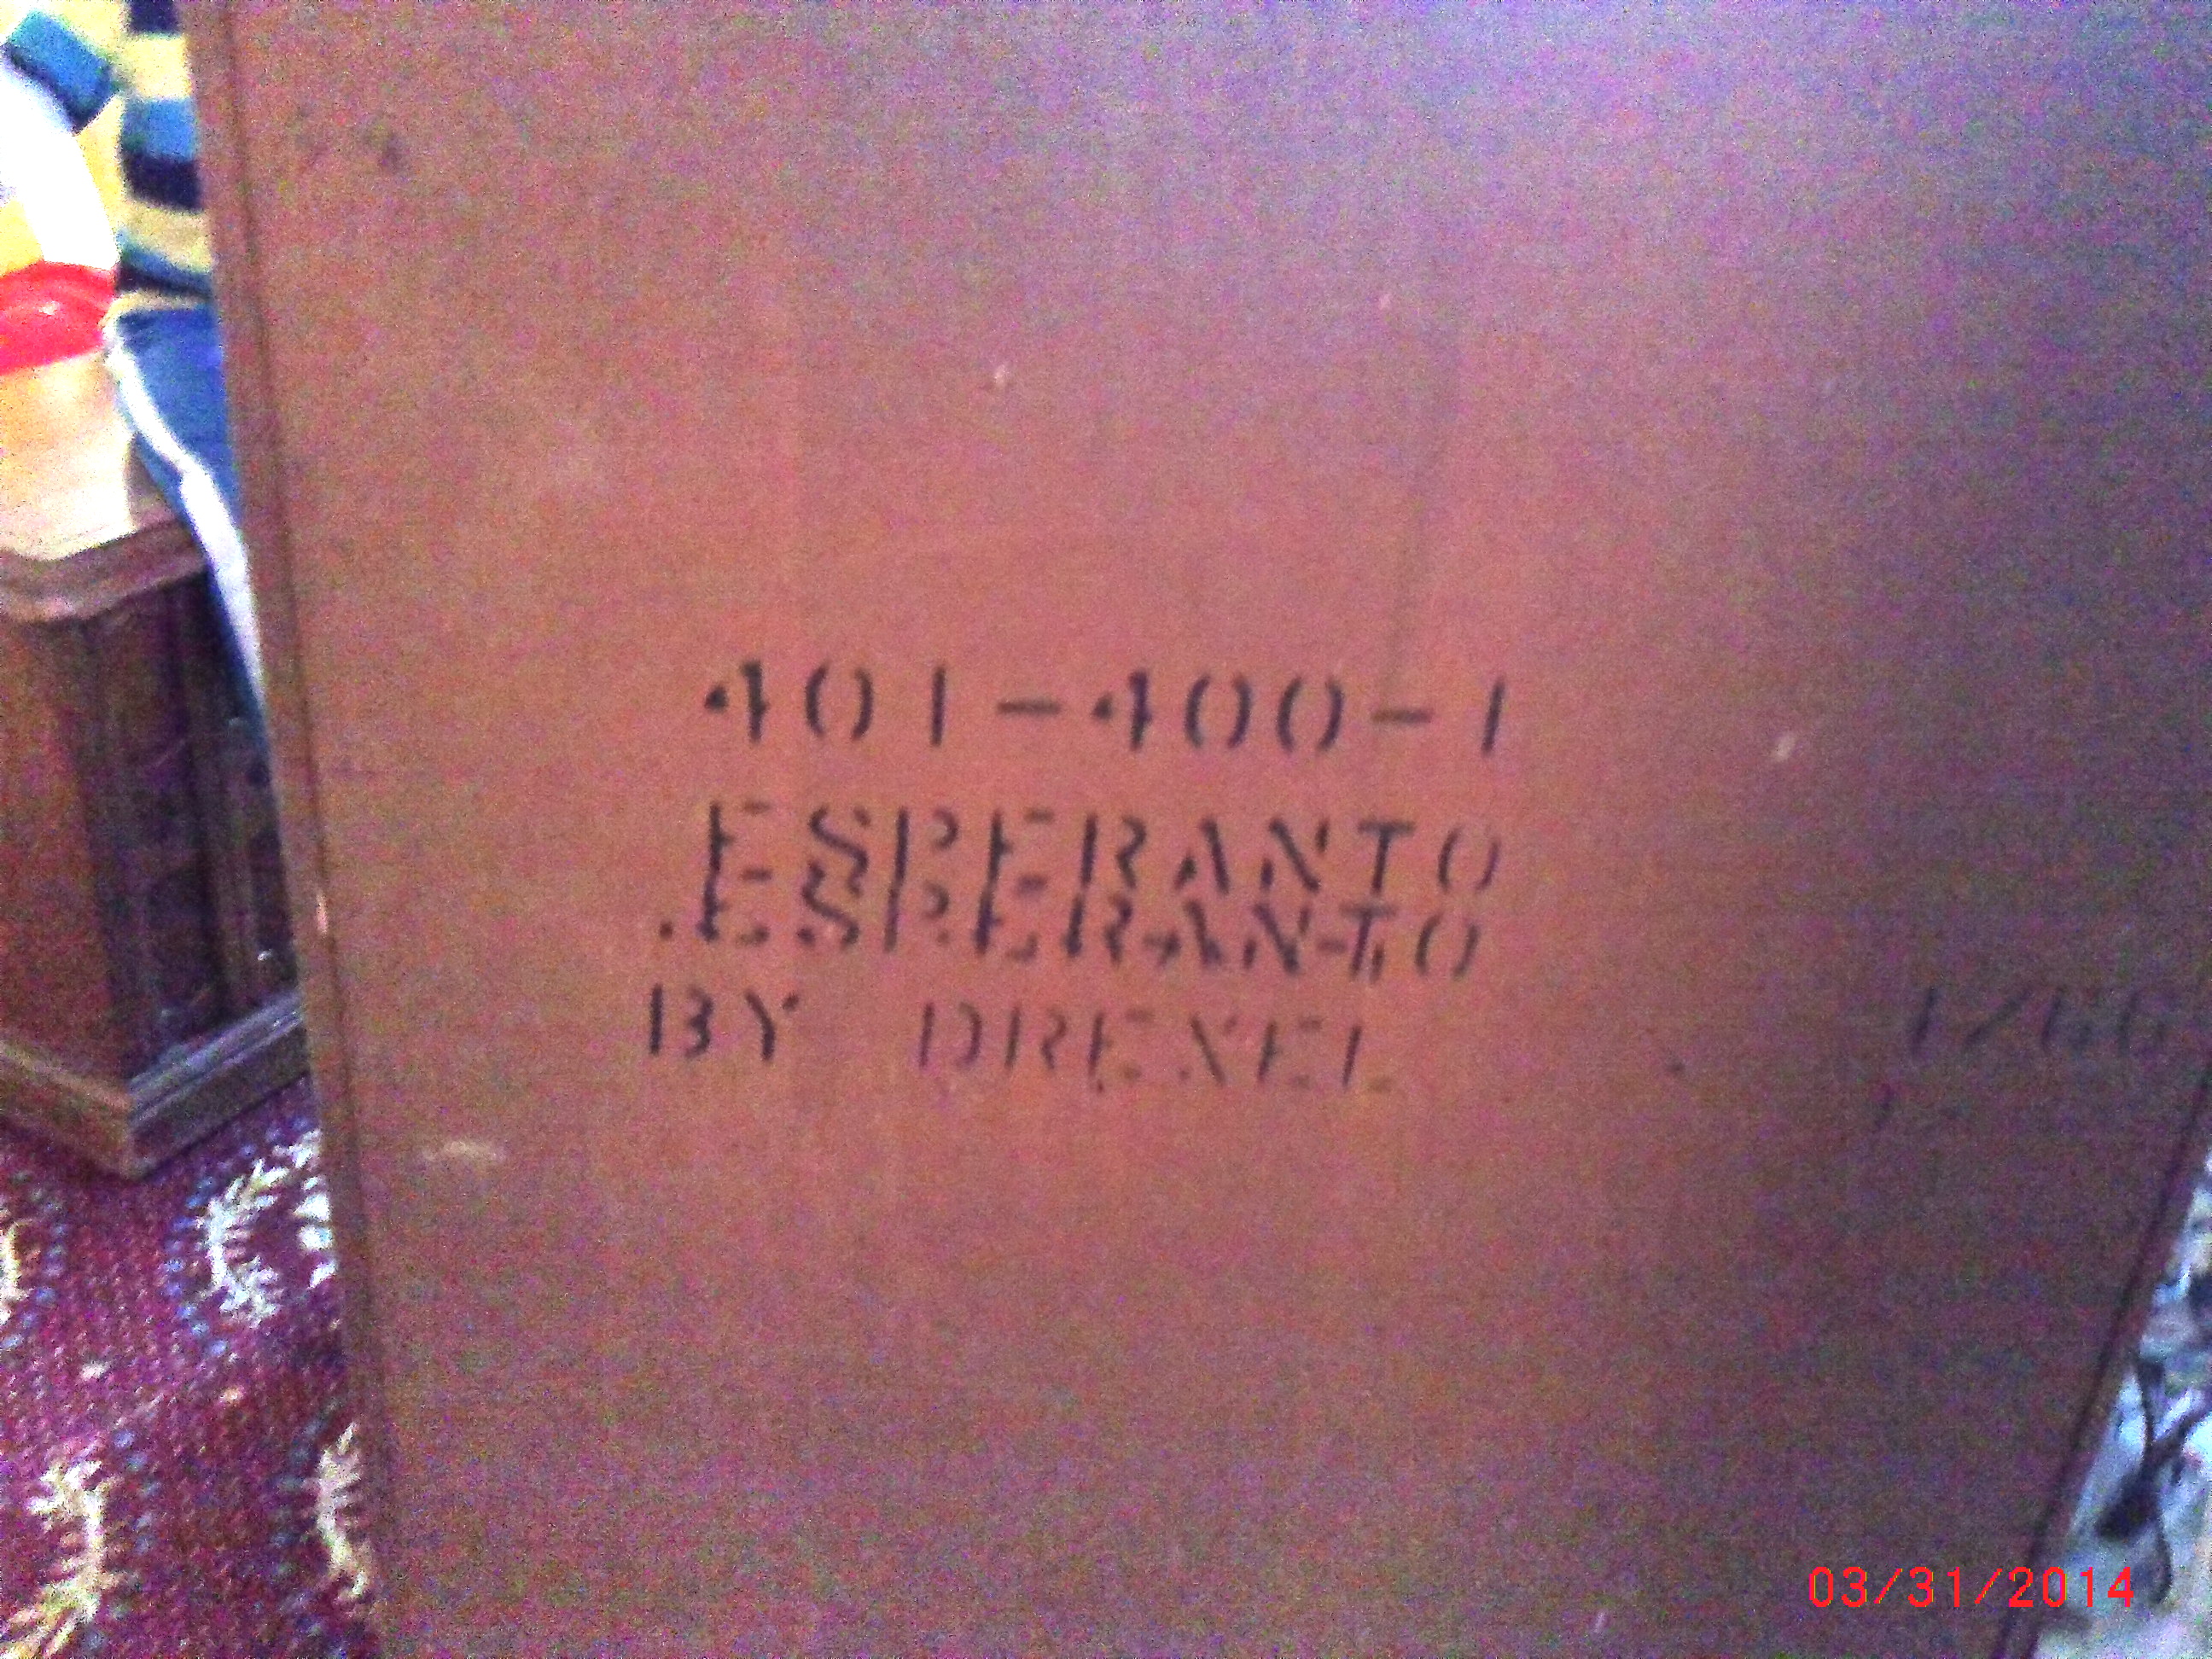 401-400-1
ESPERANTO
ESPERANTO
BY DREXEL
03/31/2014